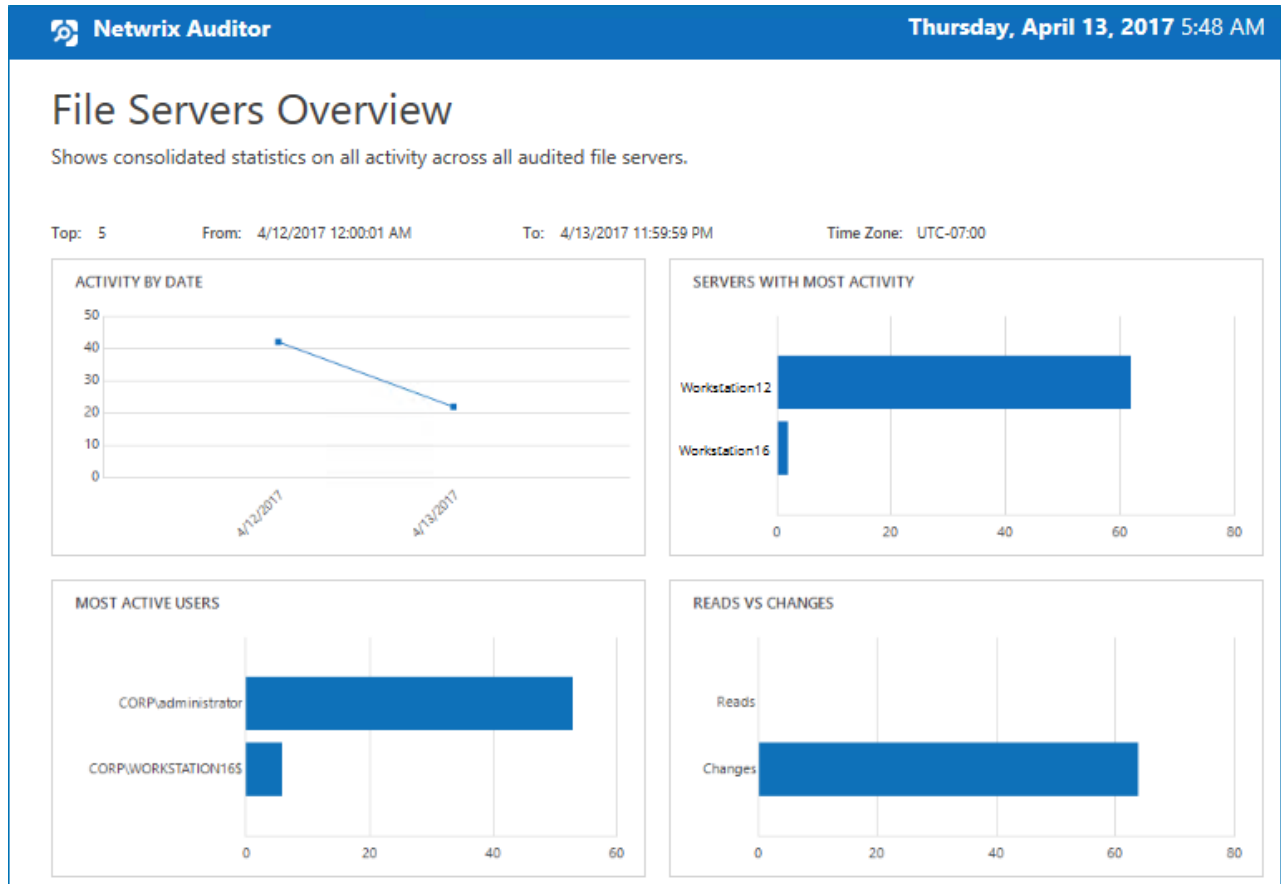 Netwrix Auditor
Thursday, April 13, 2017 5:48 AM
File Servers Overview
Shows consolidated statistics on all activity across all audited file servers.
Top: 5 From: 4/12/2017 12:00:01 AM To: 4/13/2017 11:59:59 PM Time Zone: UTC-07:00
ACTIVITY BY DATE
50
40
30
20
10
0
4/12/2017
4/13/2017
SERVERS WITH MOST ACTIVITY
Workstation12
Workstation16
0 20 40 60 80
MOST ACTIVE USERS
CORP\administrator
CORP\WORKSTATION16$
0 20 40 60
READS VS CHANGES
Reads
Changes
0 20 40 60 80